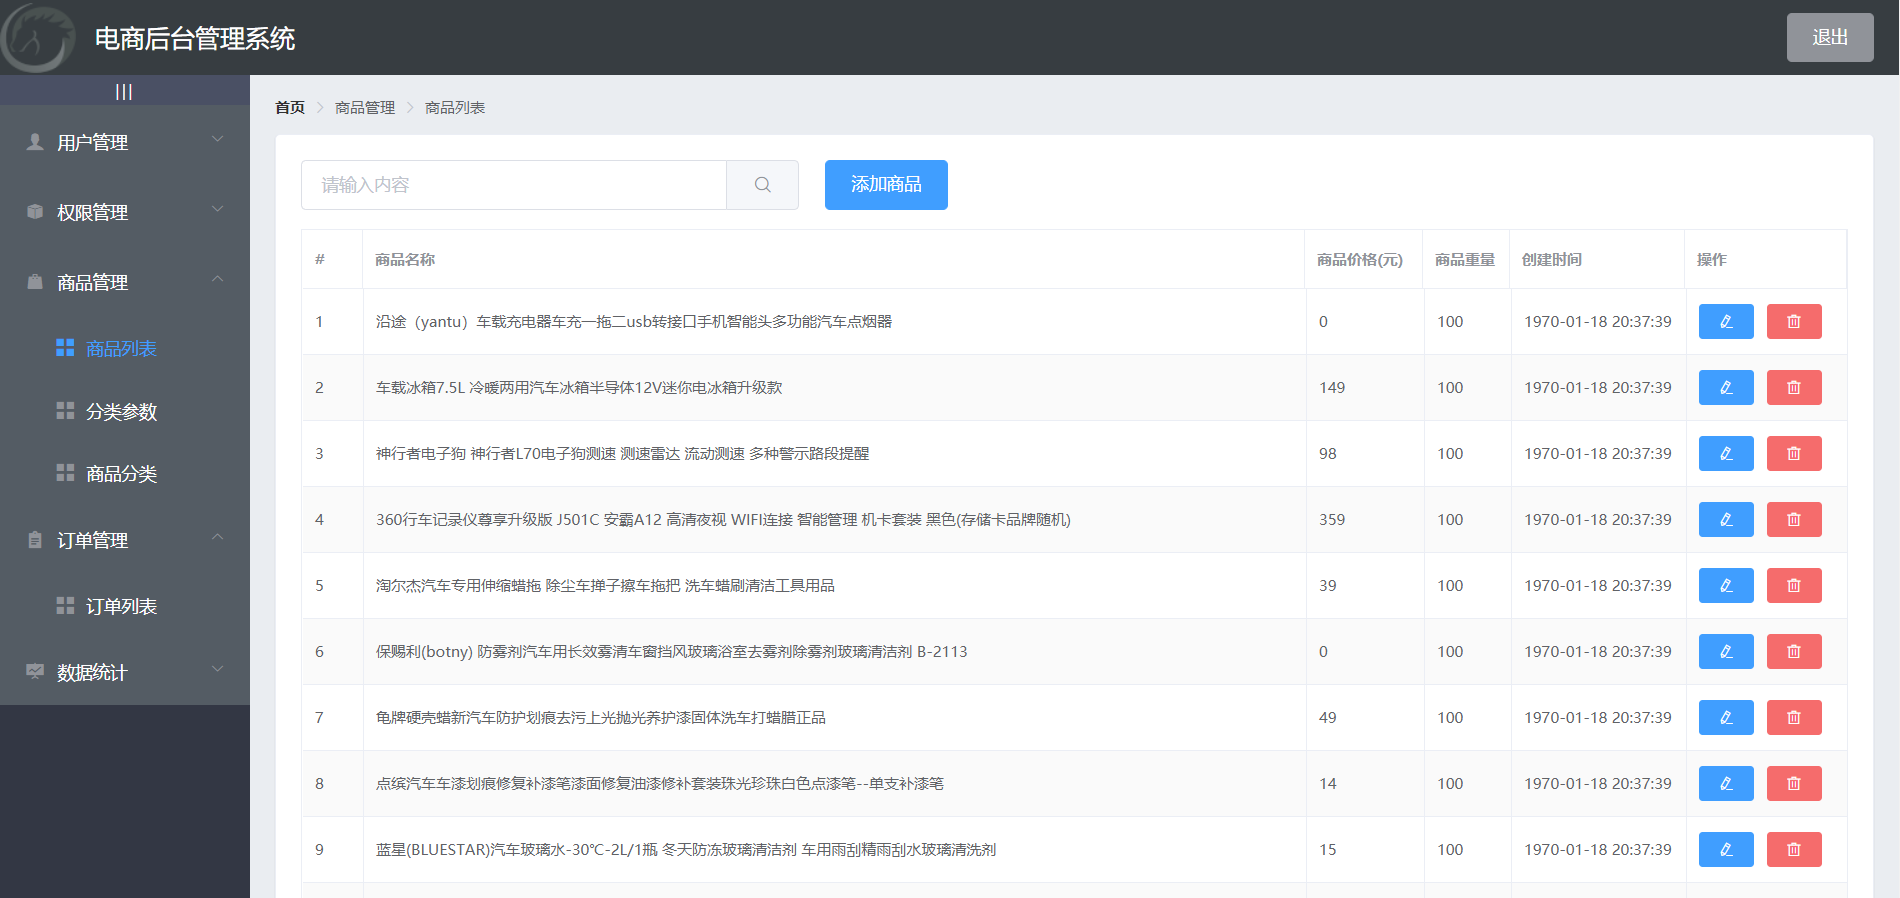 电商后台管理系统
退出
|||
用户管理
权限管理
商品管理
商品列表
分类参数
商品分类
订单管理
订单列表
数据统计
首页 > 商品管理 > 商品列表
请输入内容
添加商品
# 商品名称 商品价格(元) 商品重量 创建时间 操作
1 沿途（yantu）车载充电器车充一拖二usb转接口手机智能头多功能汽车点烟器 0 100 1970-01-18 20:37:39
2 车载冰箱7.5L 冷暖两用汽车冰箱半导体12V迷你电冰箱升级款 149 100 1970-01-18 20:37:39
3 神行者电子狗 神行者L70电子狗测速 测速雷达 流动测速 多种警示路段提醒 98 100 1970-01-18 20:37:39
4 360行车记录仪尊享升级版 J501C 安霸A12 高清夜视 WIFI连接 智能管理 机卡套装 黑色(存储卡品牌随机) 359 100 1970-01-18 20:37:39
5 淘尔杰汽车专用伸缩蜡拖 除尘车掸子擦车拖把 洗车蜡刷清洁工具用品 39 100 1970-01-18 20:37:39
6 保赐利(botny) 防雾剂汽车用长效雾清车窗挡风玻璃浴室去雾剂除雾剂玻璃清洁剂 B-2113 0 100 1970-01-18 20:37:39
7 龟牌硬壳蜡新汽车防护划痕去污上光抛光养护漆固体洗车打蜡腊正品 49 100 1970-01-18 20:37:39
8 点缤汽车车漆划痕修复补漆笔漆面修复油漆修补套装珠光珍珠白色点漆笔--单支补漆笔 14 100 1970-01-18 20:37:39
9 蓝星(BLUESTAR)汽车玻璃水-30℃-2L/1瓶 冬天防冻玻璃清洁剂 车用雨刮精雨刮水玻璃清洗剂 15 100 1970-01-18 20:37:39